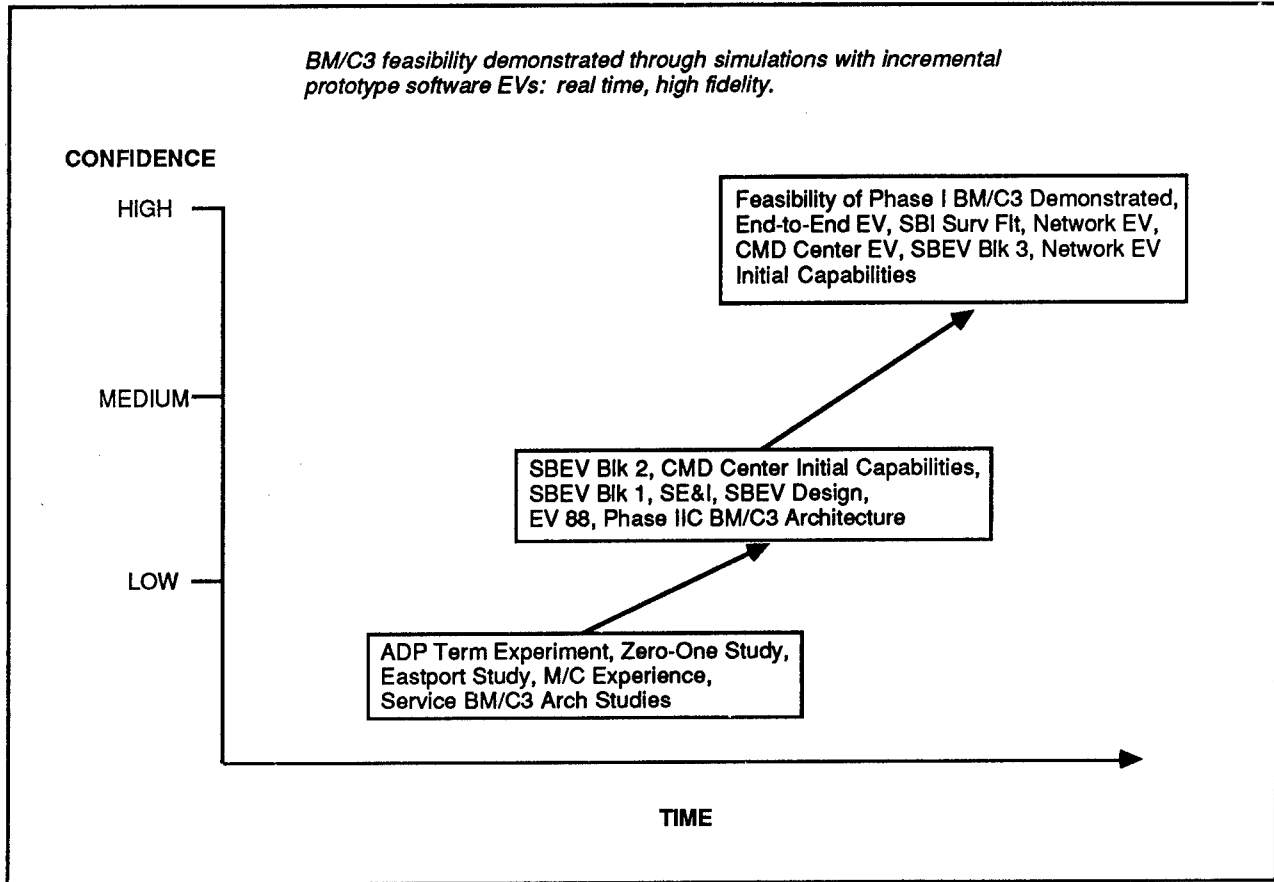 BM/C3 feasibility demonstrated through simulations with incremental
prototype software EVs: real time, high fidelity.
CONFIDENCE
HIGH
Feasibility of Phase I BM/C3 Demonstrated,
End-to-End EV, SBI Surv Flt, Network EV,
CMD Center EV, SBEV Blk 3, Network EV
Initial Capabilities
MEDIUM
SBEV Blk 2, CMD Center Initial Capabilities,
SBEV Blk 1, SE&I, SBEV Design,
EV 88, Phase IIC BM/C3 Architecture
LOW
ADP Term Experiment, Zero-One Study,
Eastport Study, M/C Experience,
Service BM/C3 Arch Studies
TIME